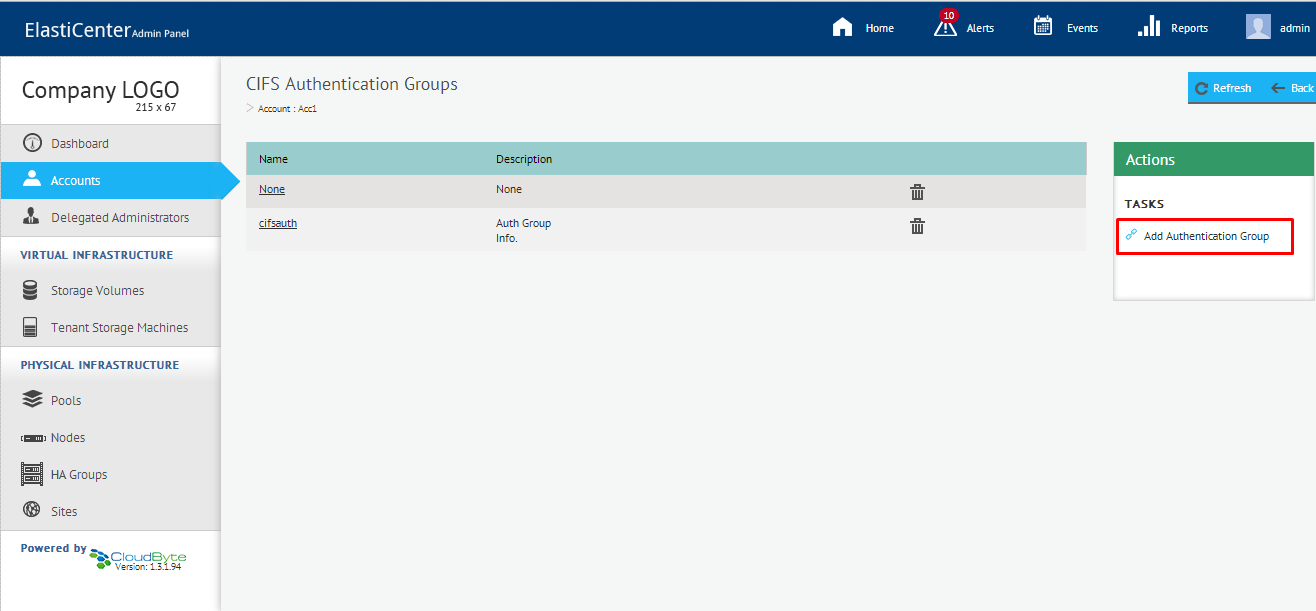 ElastiCenter Admin Panel
Home
10
Alerts
Events
Reports
admin
Company LOGO
215 x 67
Dashboard
Accounts
Delegated Administrators
VIRTUAL INFRASTRUCTURE
Storage Volumes
Tenant Storage Machines
PHYSICAL INFRASTRUCTURE
Pools
Nodes
HA Groups
Sites
Powered by CloudByte
Version: 1.3.1.94
CIFS Authentication Groups
> Account : Acc1
Refresh
Back
Name Description
None None
cifsauth Auth Group
Info.
Actions
TASKS
Add Authentication Group